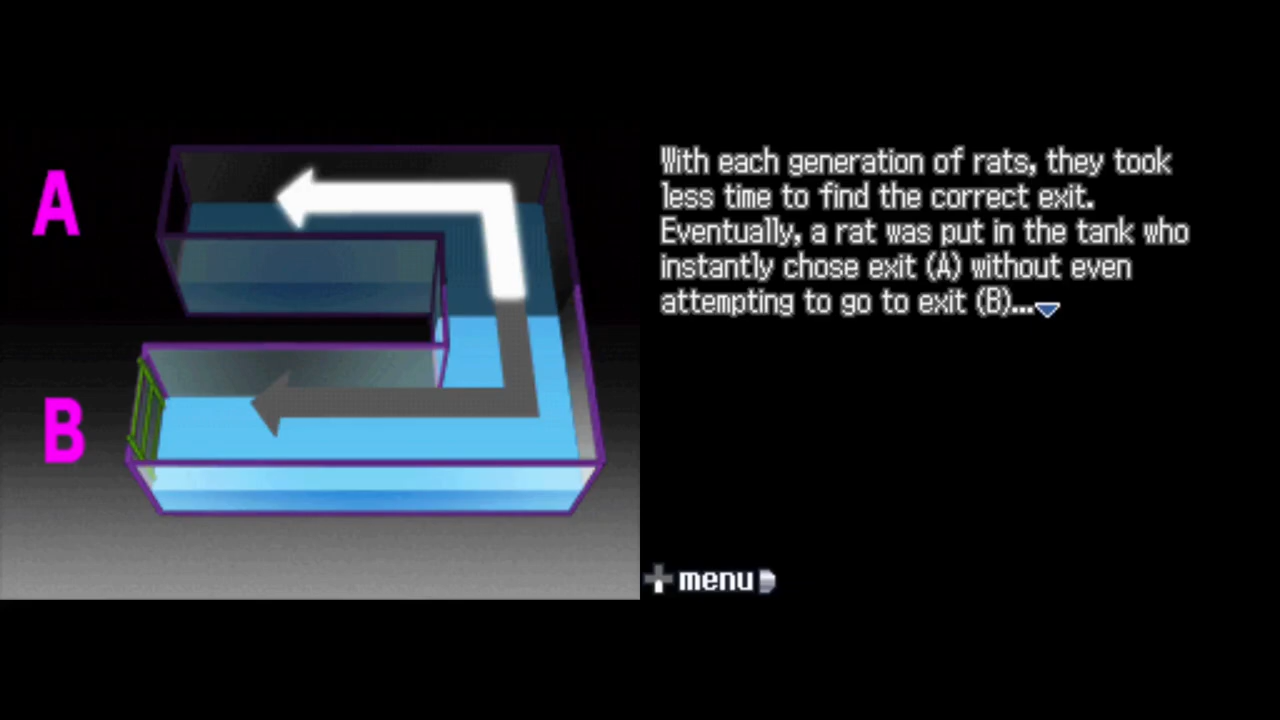 A
B
With each generation of rats, they took
less time to find the correct exit.
Eventually, a rat was put in the tank who
instantly chose exit (A) without even
attempting to go to exit (B)...
menu